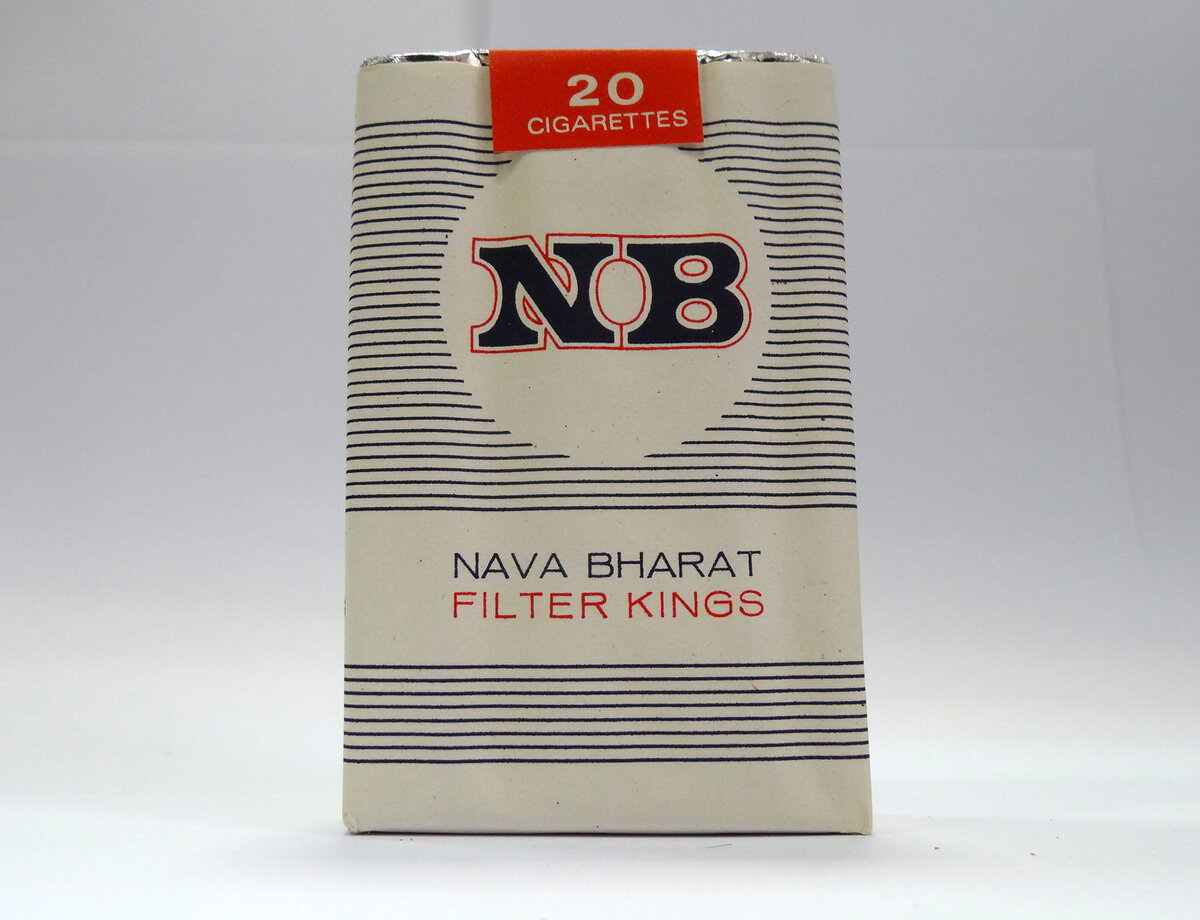 20
CIGARETTES
NB
NAVA BHARAT
FILTER KINGS